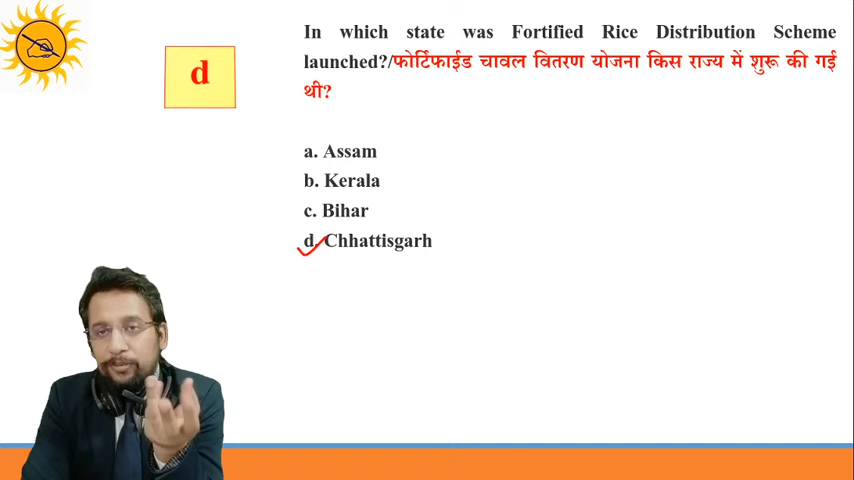 In which state was Fortified Rice Distribution Scheme
launched?/फोर्टिफाईड चावल वितरण योजना किस राज्य में शुरू की गई
थी?
d
a. Assam
b. Kerala
c. Bihar
d. Chhattisgarh